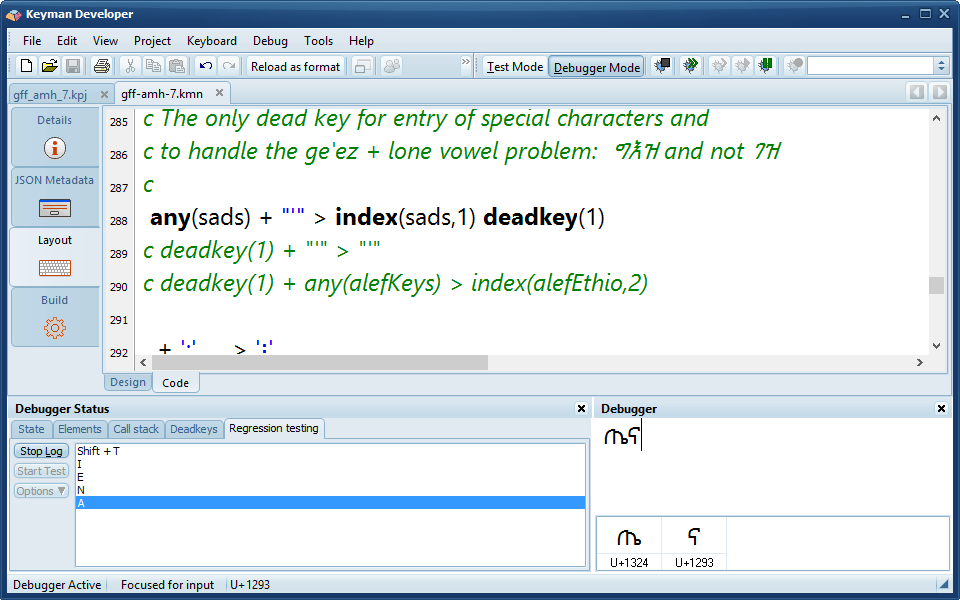 Keyman Developer
File Edit View Project Keyboard Debug Tools Help
Reload as format Test Mode Debugger Mode
gff_amh_7.kpj gff-amh-7.kmn
Details
JSON Metadata
Layout
Build
285 c The only dead key for entry of special characters and
286 c to handle the ge'ez + lone vowel problem: ግእዝ and not ገዝ
287 c
288 any(sads) + "'" > index(sads,1) deadkey(1)
289 c deadkey(1) + "'" > "'"
290 c deadkey(1) + any(alefKeys) > index(alefEthio,2)
291
292 + '፡' > '፡'
Design Code
Debugger Status
State Elements Call stack Deadkeys Regression testing
Stop Log
Start Test
Options
Shift + T
I
E
N
A
Debugger
ጤና
ጤ ና
U+1324 U+1293
Debugger Active Focused for input U+1293